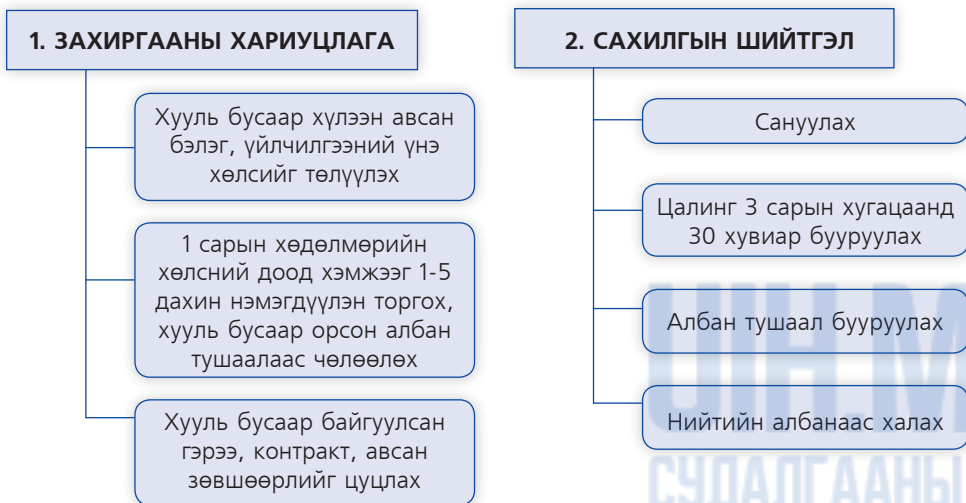 1. ЗАХИРГААНЫ ХАРИУЦЛАГА
Хууль бусаар хүлээн авсан
бэлэг, үйлчилгээний үнэ
хөлсийг төлүүлэх
1 сарын хөдөлмөрийн
хөлсний доод хэмжээг 1-5
дахин нэмэгдүүлэн торгох,
хууль бусаар орсон албан
тушаалаас чөлөөлөх
Хууль бусаар байгуулсан
гэрээ, контракт, авсан
зөвшөөрлийг цуцлах
2. САХИЛГЫН ШИЙТГЭЛ
Сануулах
Цалинг 3 сарын хугацаанд
30 хувиар бууруулах
Албан тушаал бууруулах
Нийтийн албанаас халах
СУДАЛГААНЫ